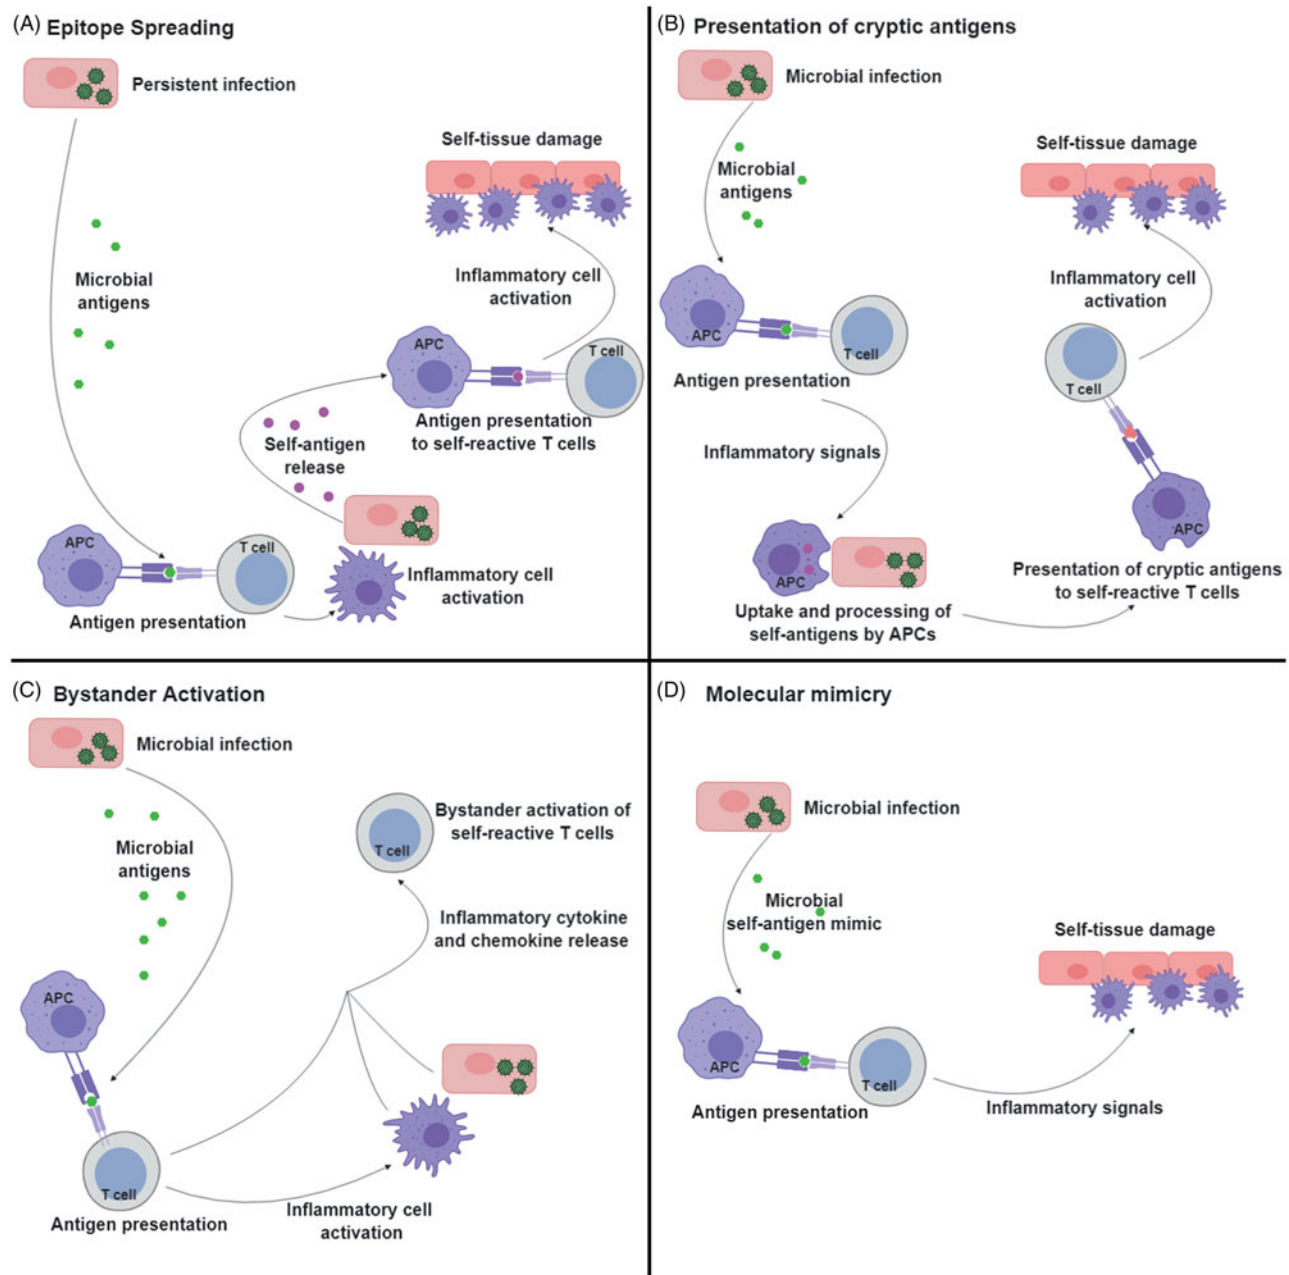 (A) Epitope Spreading
Persistent infection
Self-tissue damage
Microbial
antigens
Inflammatory cell
activation
APC
T cell
Antigen presentation
to self-reactive T cells
Self-antigen
release
APC
T cell
Inflammatory cell
activation
Antigen presentation
(B) Presentation of cryptic antigens
Microbial infection
Microbial
antigens
Self-tissue damage
APC
T cell
Antigen presentation
Inflammatory cell
activation
T cell
Inflammatory signals
APC
APC
Uptake and processing of
self-antigens by APCs
Presentation of cryptic antigens
to self-reactive T cells
(C) Bystander Activation
Microbial infection
Microbial
antigens
Bystander activation of
self-reactive T cells
T cell
Inflammatory cytokine
and chemokine release
APC
T cell
Antigen presentation
Inflammatory cell
activation
(D) Molecular mimicry
Microbial infection
Microbial
self-antigen mimic
Self-tissue damage
APC
T cell
Antigen presentation
Inflammatory signals